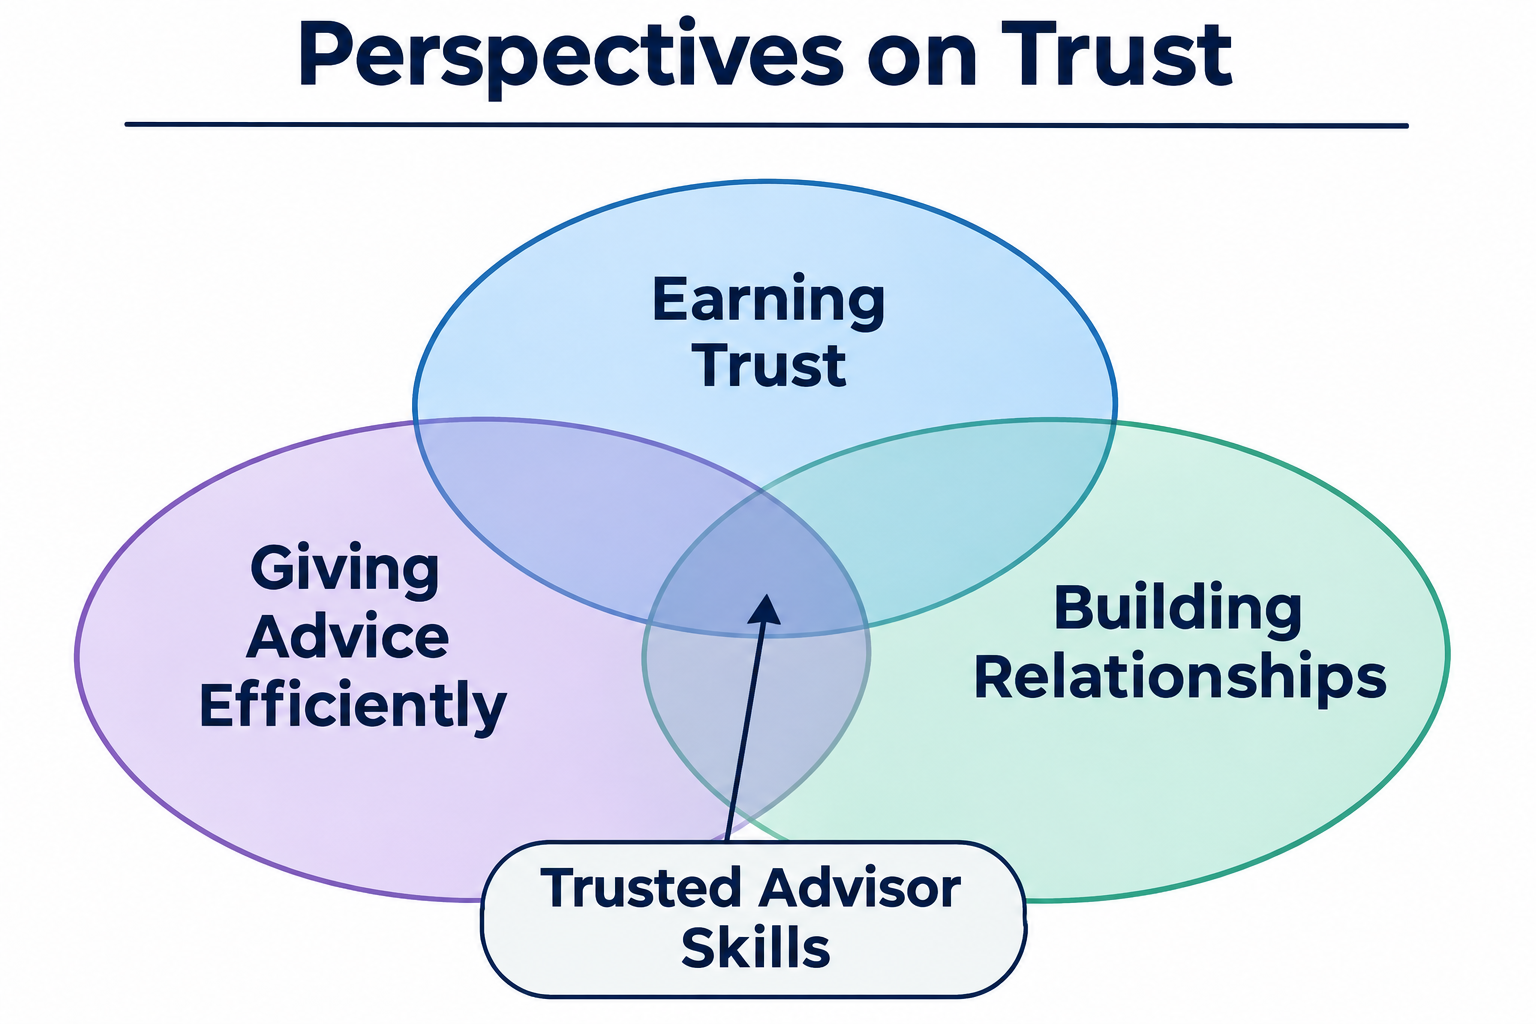 Perspectives on Trust
Earning
Trust
Giving
Advice
Efficiently
Building
Relationships
Trusted Advisor
Skills